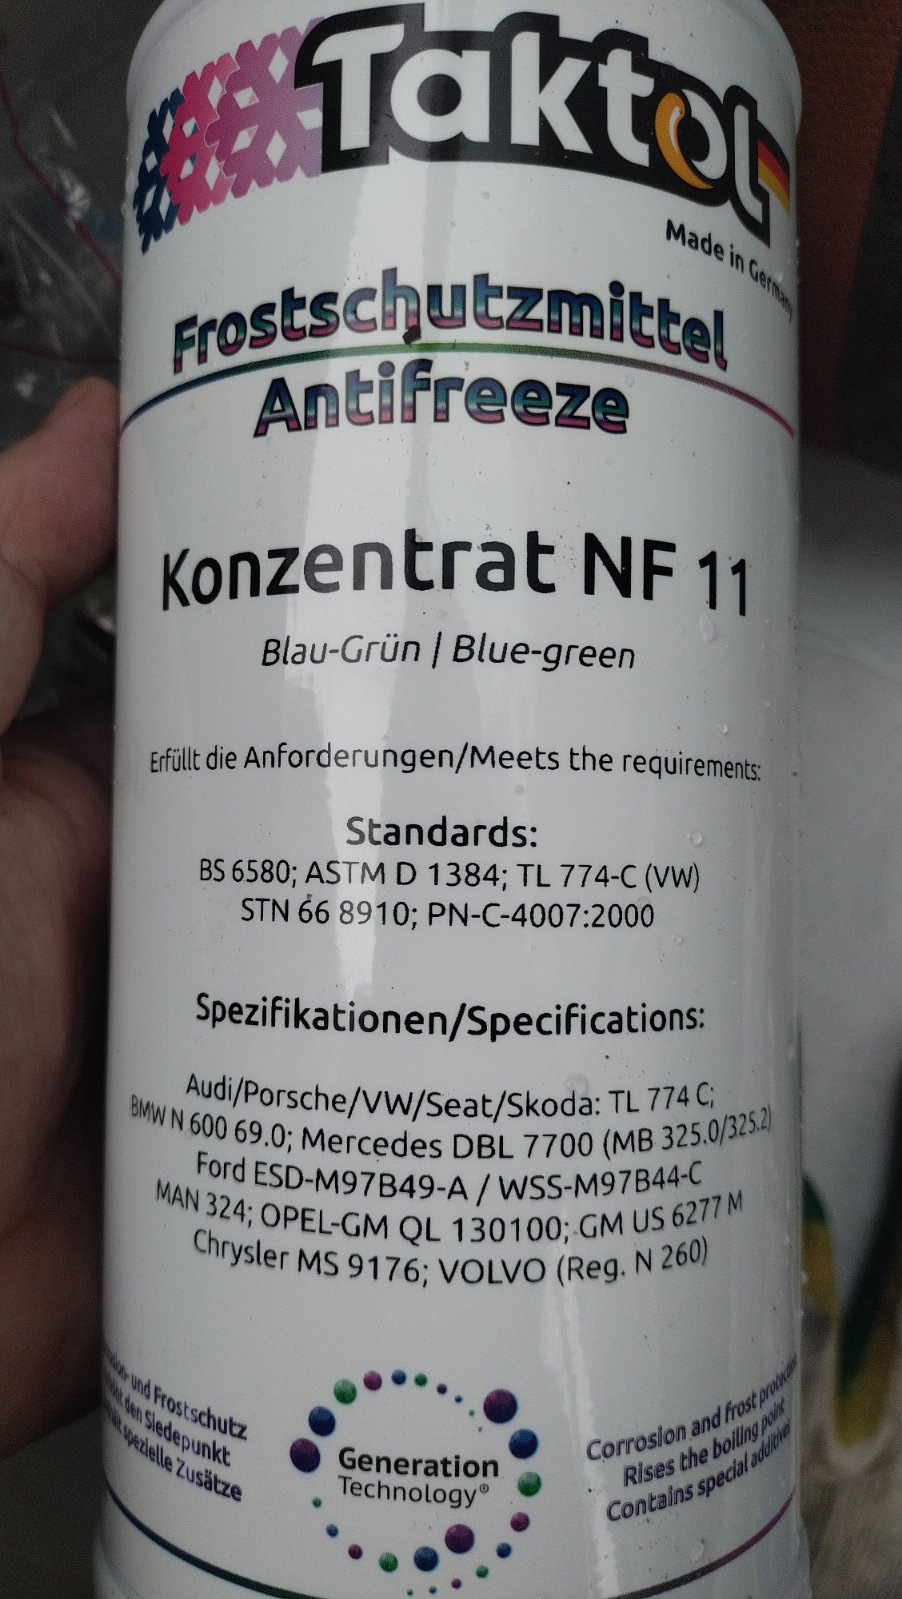 Taktol
Made in Germany
Frostschutzmittel
Antifreeze
Konzentrat NF 11
Blau-Grün | Blue-green
Erfüllt die Anforderungen/Meets the requirements:
Standards:
BS 6580; ASTM D 1384; TL 774-C (VW)
STN 66 8910; PN-C-4007:2000
Spezifikationen/Specifications:
Audi/Porsche/VW/Seat/Skoda: TL 774 C;
BMW N 600 69.0; Mercedes DBL 7700 (MB 325.0/325.2)
Ford ESD-M97B49-A / WSS-M97B44-C
MAN 324; OPEL-GM QL 130100; GM US 6277 M
Chrysler MS 9176; VOLVO (Reg. N 260)
und Frostschutz
den Siedepunkt
spezielle Zusätze
Generation
Technology®
Corrosion and frost protection
Rises the boiling point
Contains special additives